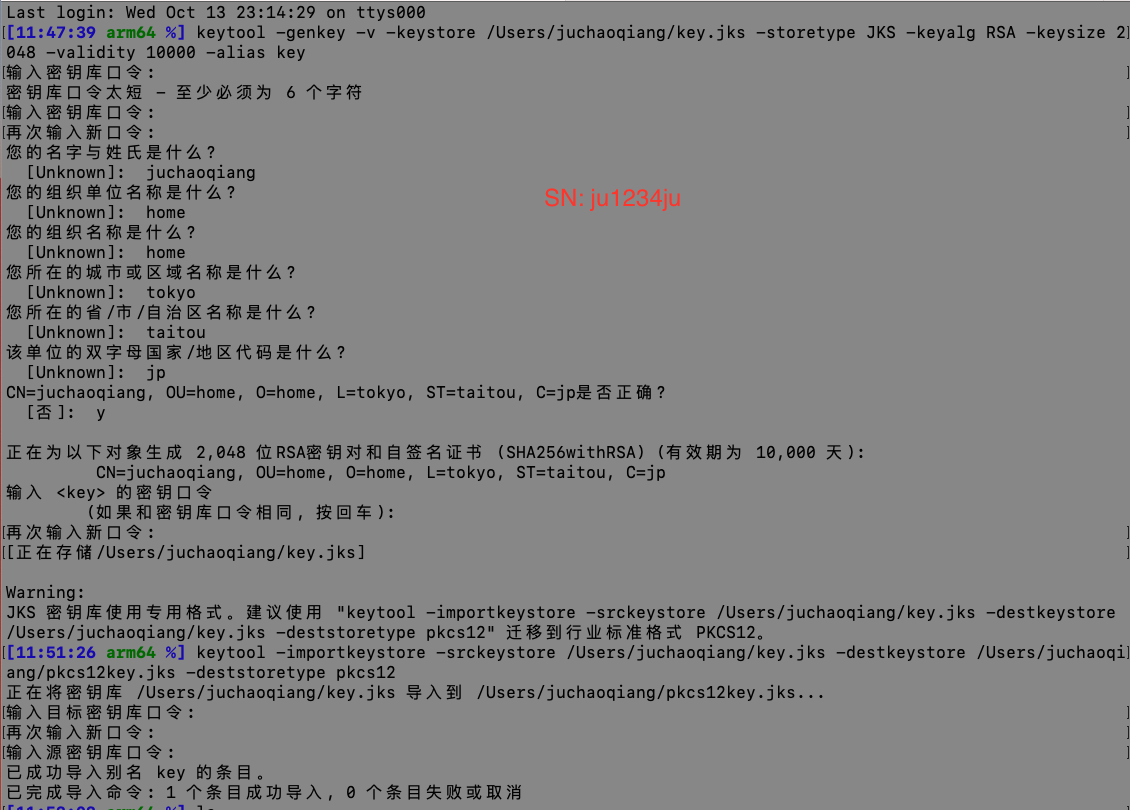 Last login: Wed Oct 13 23:14:29 on ttys000
[[11:47:39 arm64 %] keytool -genkey -v -keystore /Users/juchaoqiang/key.jks -storetype JKS -keyalg RSA -keysize 2]
048 -validity 10000 -alias key
[输入密钥库口令: ]
密钥库口令太短 - 至少必须为 6 个字符
[输入密钥库口令: ]
[再次输入新口令: ]
您的名字与姓氏是什么?
[Unknown]: juchaoqiang
您的组织单位名称是什么?
SN: ju1234ju
[Unknown]: home
您的组织名称是什么?
[Unknown]: home
您所在的城市或区域名称是什么?
[Unknown]: tokyo
您所在的省/市/自治区名称是什么?
[Unknown]: taitou
该单位的双字母国家/地区代码是什么?
[Unknown]: jp
CN=juchaoqiang, OU=home, O=home, L=tokyo, ST=taitou, C=jp是否正确?
[否]: y
正在为以下对象生成 2,048 位RSA密钥对和自签名证书 (SHA256withRSA) (有效期为 10,000 天):
CN=juchaoqiang, OU=home, O=home, L=tokyo, ST=taitou, C=jp
输入 <key> 的密钥口令
(如果和密钥库口令相同, 按回车):
[再次输入新口令: ]
[[正在存储/Users/juchaoqiang/key.jks] ]
Warning:
JKS 密钥库使用专用格式。建议使用 "keytool -importkeystore -srckeystore /Users/juchaoqiang/key.jks -destkeystore
/Users/juchaoqiang/key.jks -deststoretype pkcs12" 迁移到行业标准格式 PKCS12。
[[11:51:26 arm64 %] keytool -importkeystore -srckeystore /Users/juchaoqiang/key.jks -destkeystore /Users/juchaoqi]
ang/pkcs12key.jks -deststoretype pkcs12
正在将密钥库 /Users/juchaoqiang/key.jks 导入到 /Users/juchaoqiang/pkcs12key.jks...
[输入目标密钥库口令: ]
[再次输入新口令: ]
[输入源密钥库口令: ]
已成功导入别名 key 的条目。
已完成导入命令: 1 个条目成功导入, 0 个条目失败或取消